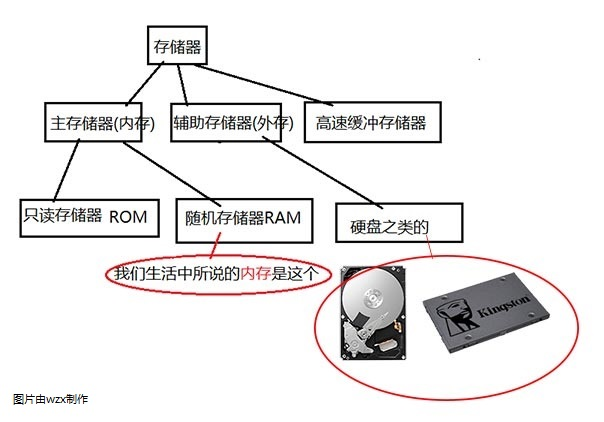 存储器
主存储器(内存)
辅助存储器(外存)
高速缓冲存储器
只读存储器 ROM
随机存储器RAM
硬盘之类的
我们生活中所说的内存是这个
Kingston
图片由wzx制作